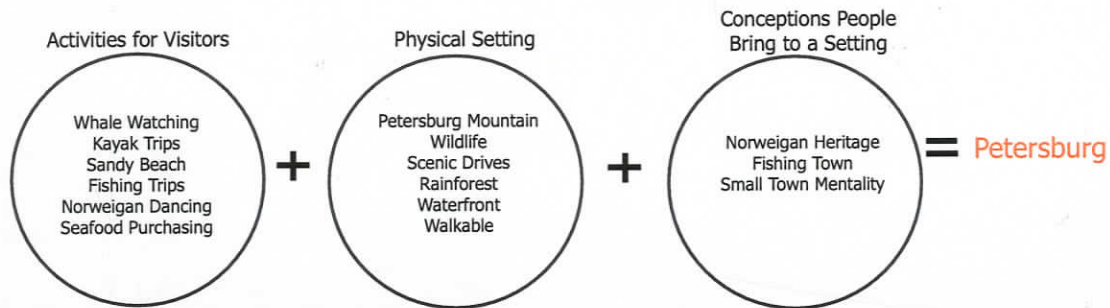 Activities for Visitors
Whale Watching
Kayak Trips
Sandy Beach
Fishing Trips
Norweigan Dancing
Seafood Purchasing
+
Physical Setting
Petersburg Mountain
Wildlife
Scenic Drives
Rainforest
Waterfront
Walkable
+
Conceptions People
Bring to a Setting
Norweigan Heritage
Fishing Town
Small Town Mentality
= Petersburg